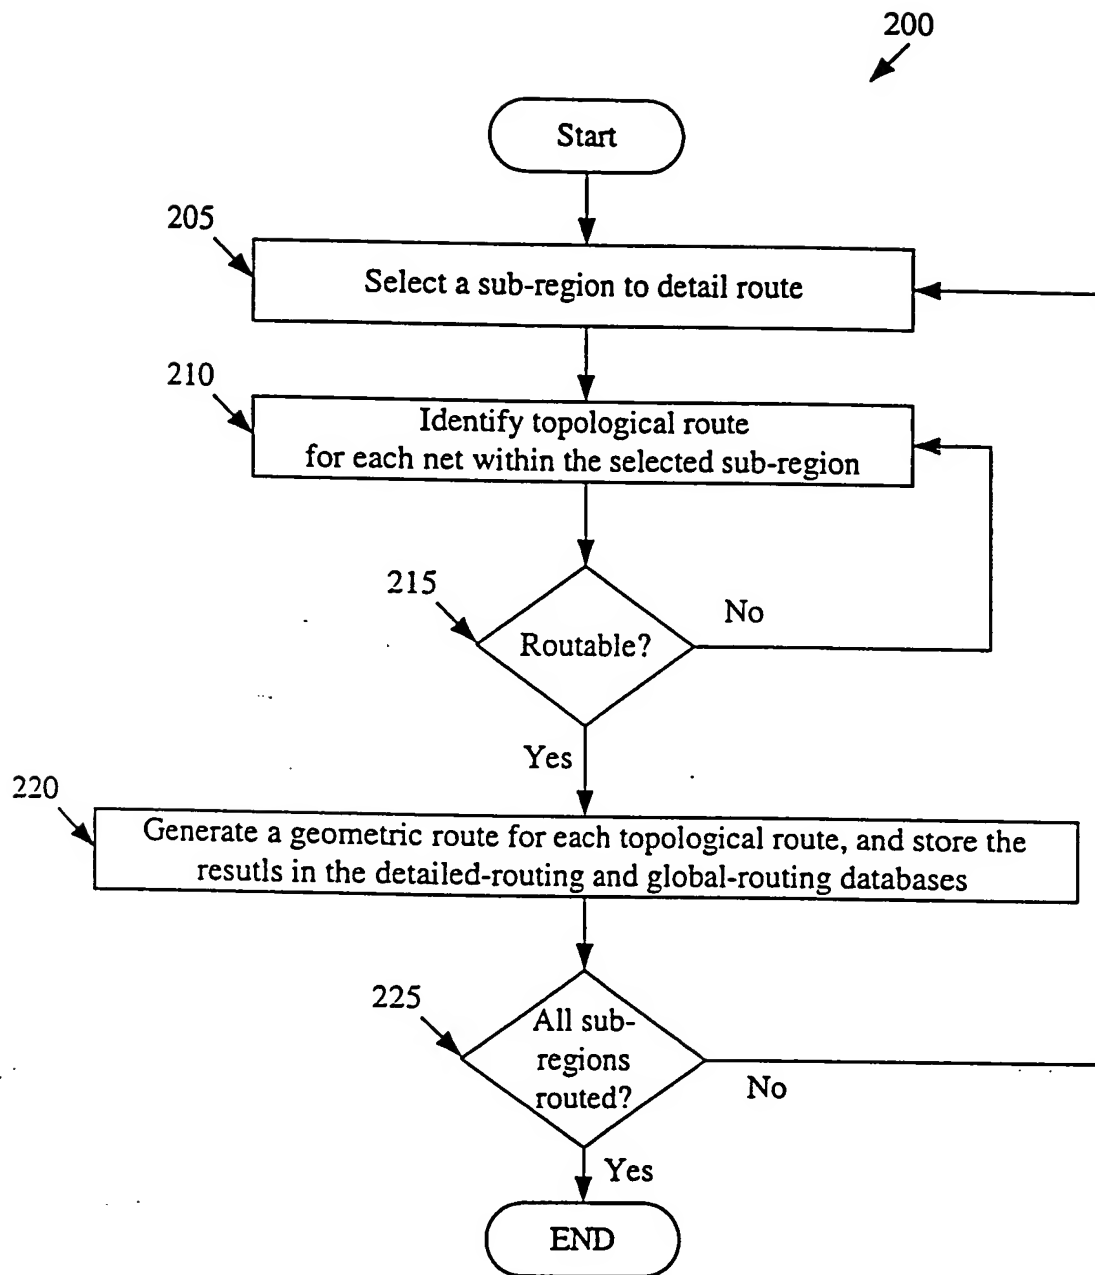 200
Start
205
Select a sub-region to detail route
210
Identify topological route
for each net within the selected sub-region
215
Routable?
No
Yes
220
Generate a geometric route for each topological route, and store the
resutls in the detailed-routing and global-routing databases
225
All sub-
regions
routed?
No
Yes
END